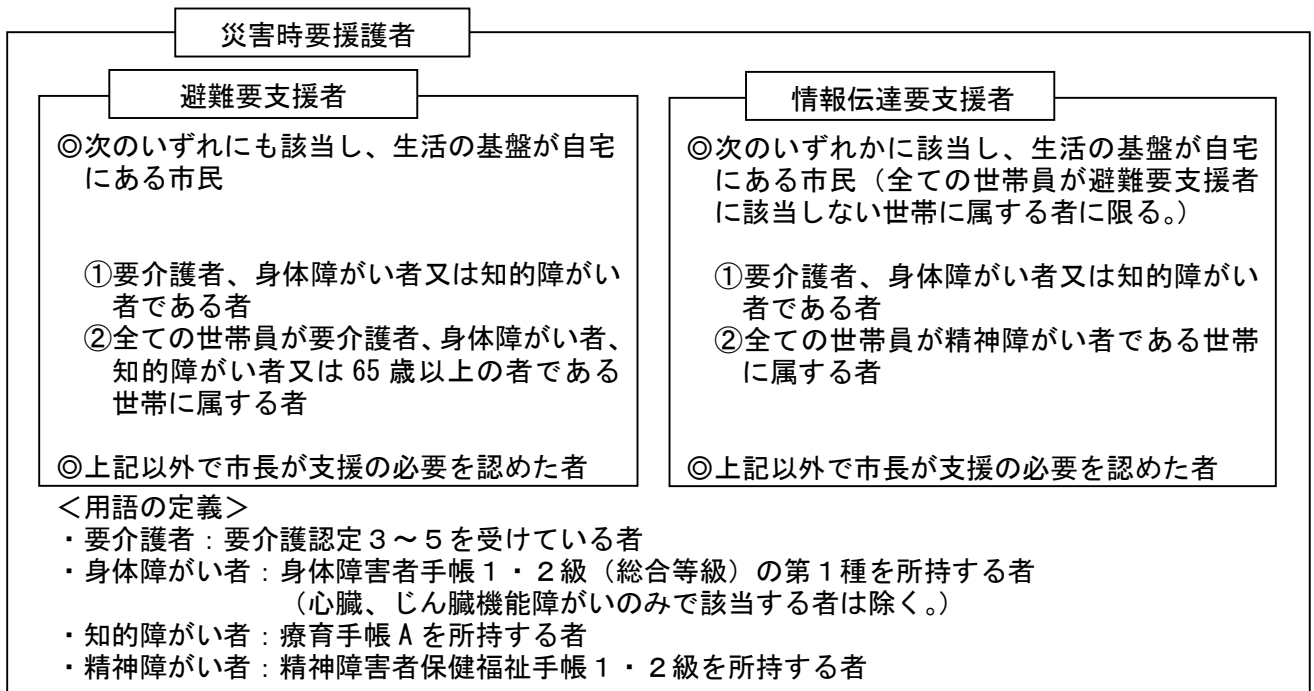 災害時要援護者
避難要支援者
◎次のいずれにも該当し、生活の基盤が自宅
にある市民
①要介護者、身体障がい者又は知的障がい
者である者
②全ての世帯員が要介護者、身体障がい者、
知的障がい者又は65歳以上の者である
世帯に属する者
◎上記以外で市長が支援の必要を認めた者
情報伝達要支援者
◎次のいずれかに該当し、生活の基盤が自宅
にある市民（全ての世帯員が避難要支援者
に該当しない世帯に属する者に限る。）
①要介護者、身体障がい者又は知的障がい
者である者
②全ての世帯員が精神障がい者である世帯
に属する者
◎上記以外で市長が支援の必要を認めた者
＜用語の定義＞
・要介護者：要介護認定３～５を受けている者
・身体障がい者：身体障害者手帳１・２級（総合等級）の第１種を所持する者
（心臓、じん臓機能障がいのみで該当する者は除く。）
・知的障がい者：療育手帳Ａを所持する者
・精神障がい者：精神障害者保健福祉手帳１・２級を所持する者